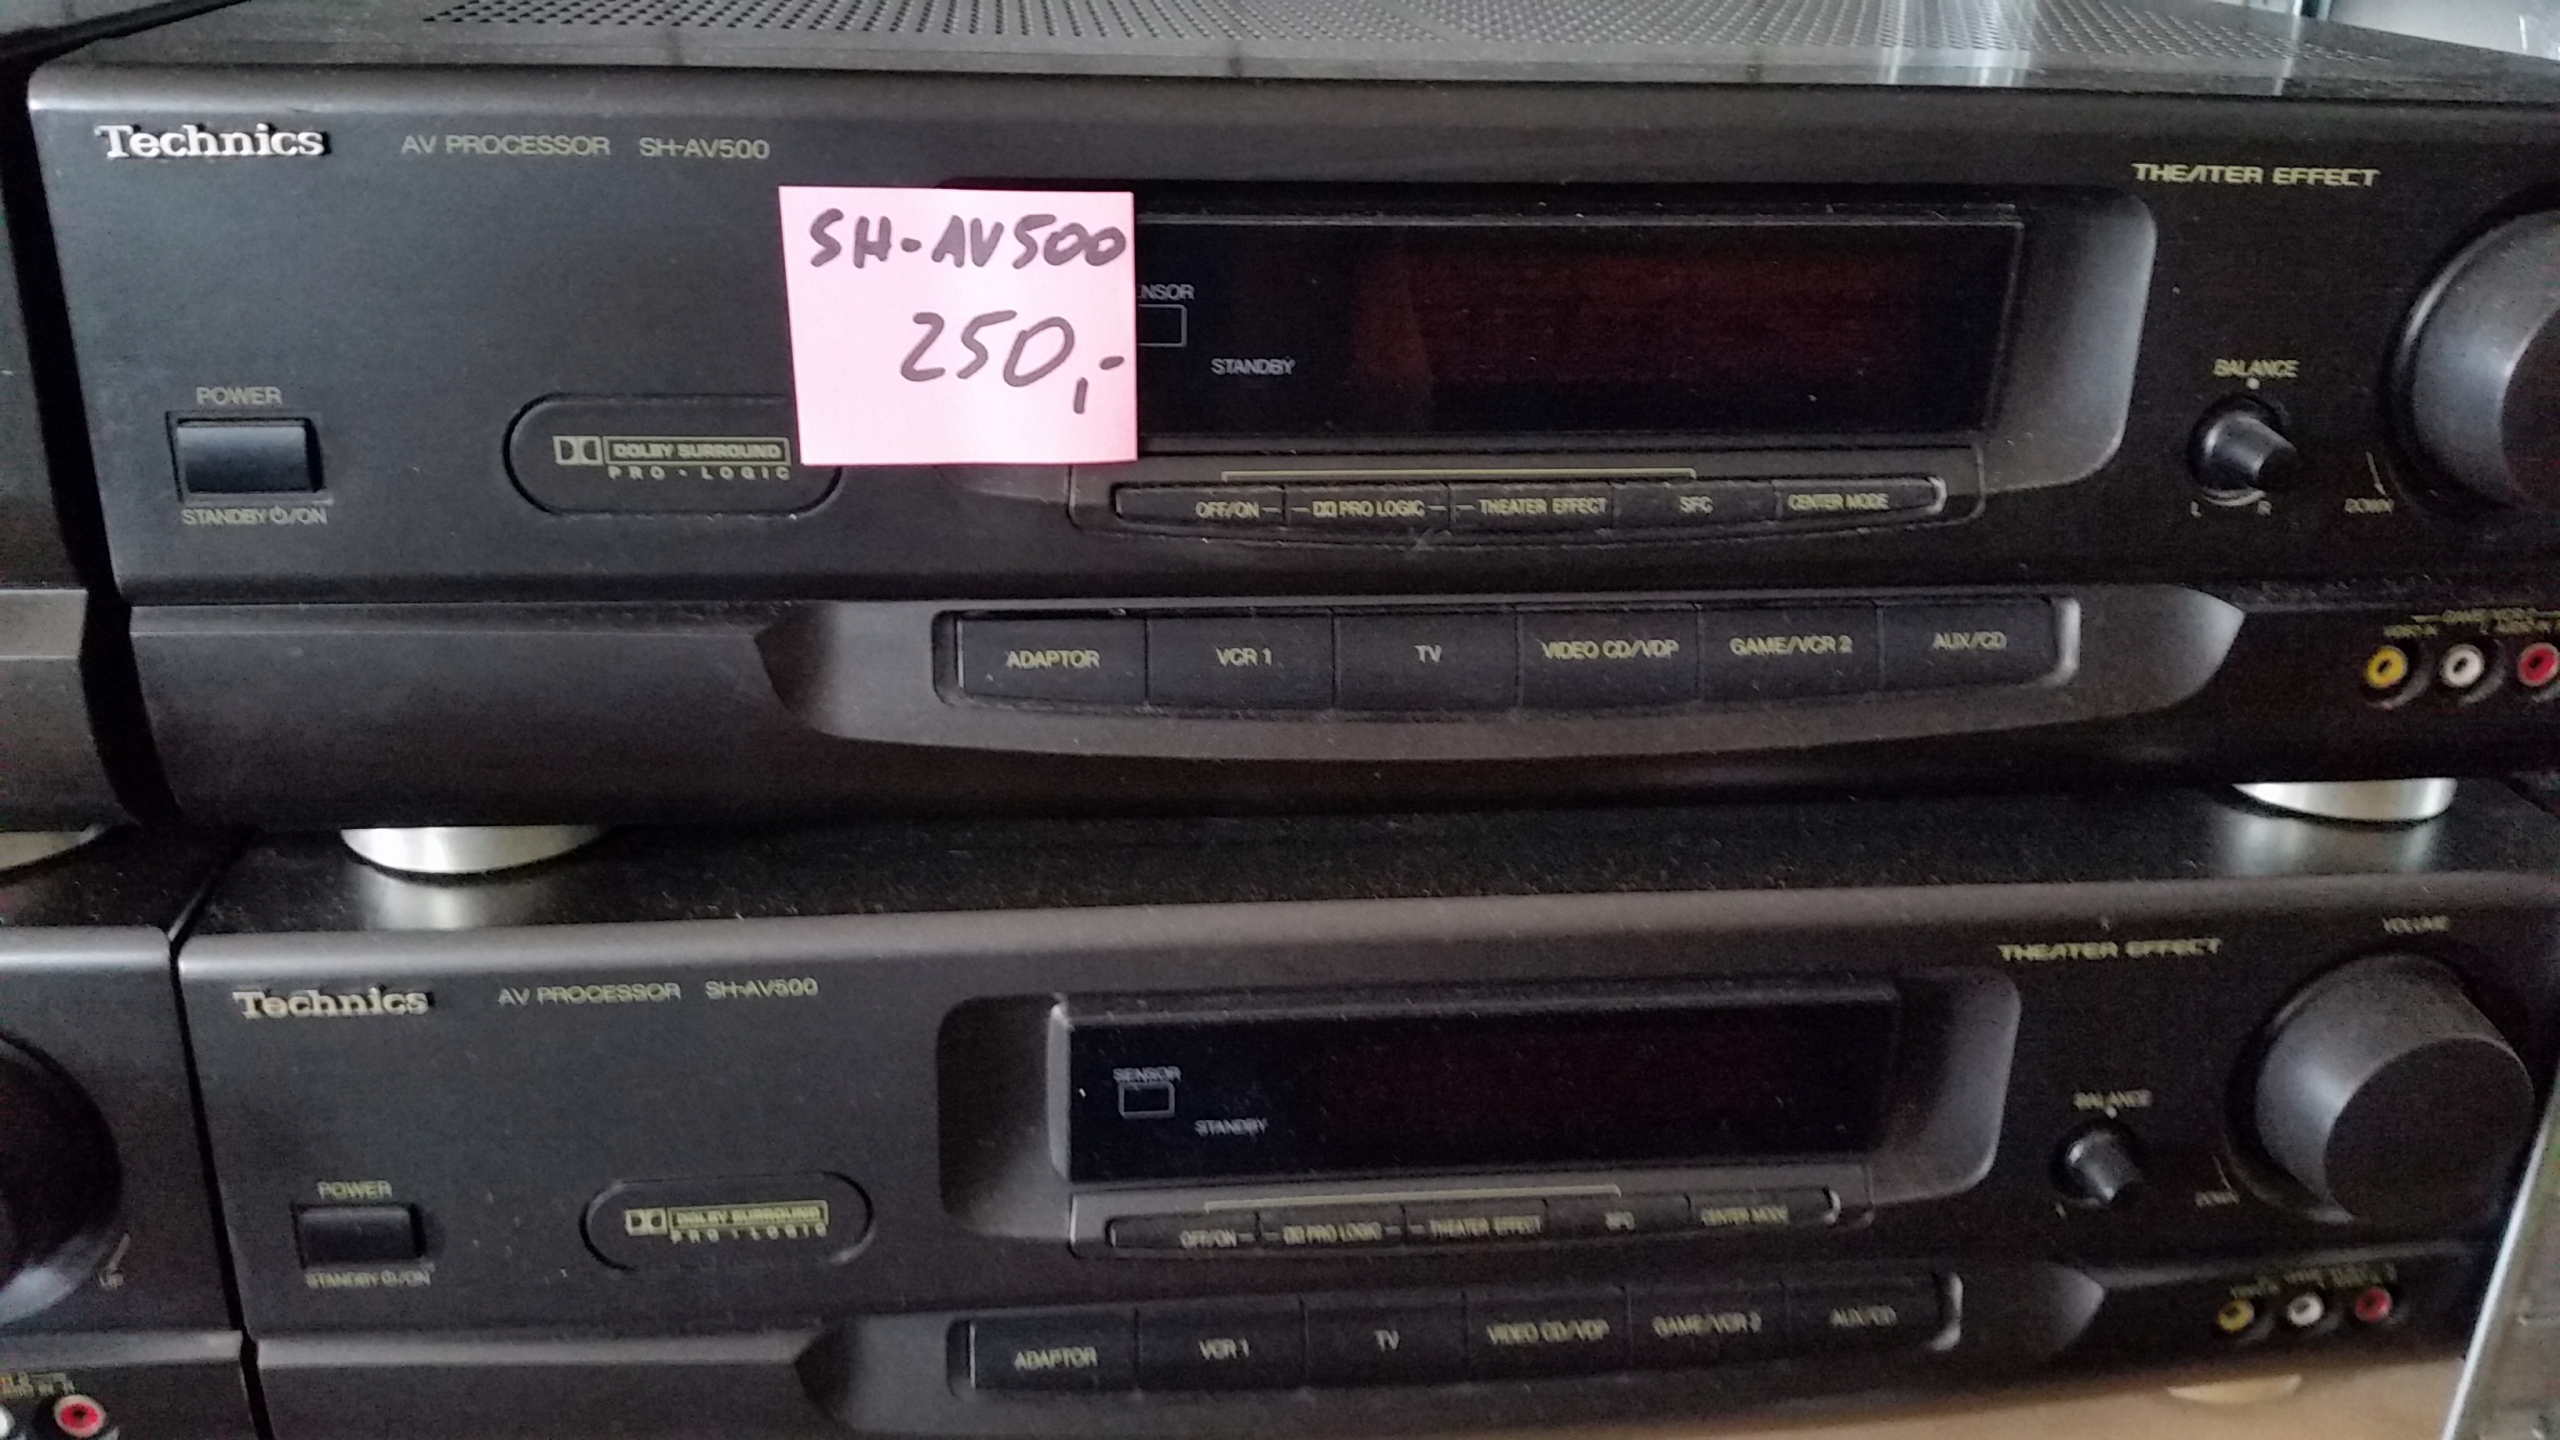 Technics AV PROCESSOR SH-AV500
THEATER EFFECT
SH-AV500
250,-
NSOR
STANDBY
BALANCE
L R
DOWN
POWER
STANDBY ⏻/ON
DOLBY SURROUND
PRO·LOGIC
OFF/ON PRO LOGIC THEATER EFFECT SFC CENTER MODE
ADAPTOR VCR 1 TV VIDEO CD/VDP GAME/VCR 2 AUX/CD
Technics AV PROCESSOR SH-AV500
THEATER EFFECT
VOLUME
SENSOR
STANDBY
BALANCE
DOWN
POWER
STANDBY ⏻/ON
DOLBY SURROUND
PRO·LOGIC
OFF/ON PRO LOGIC THEATER EFFECT SFC CENTER MODE
ADAPTOR VCR 1 TV VIDEO CD/VDP GAME/VCR 2 AUX/CD
UP